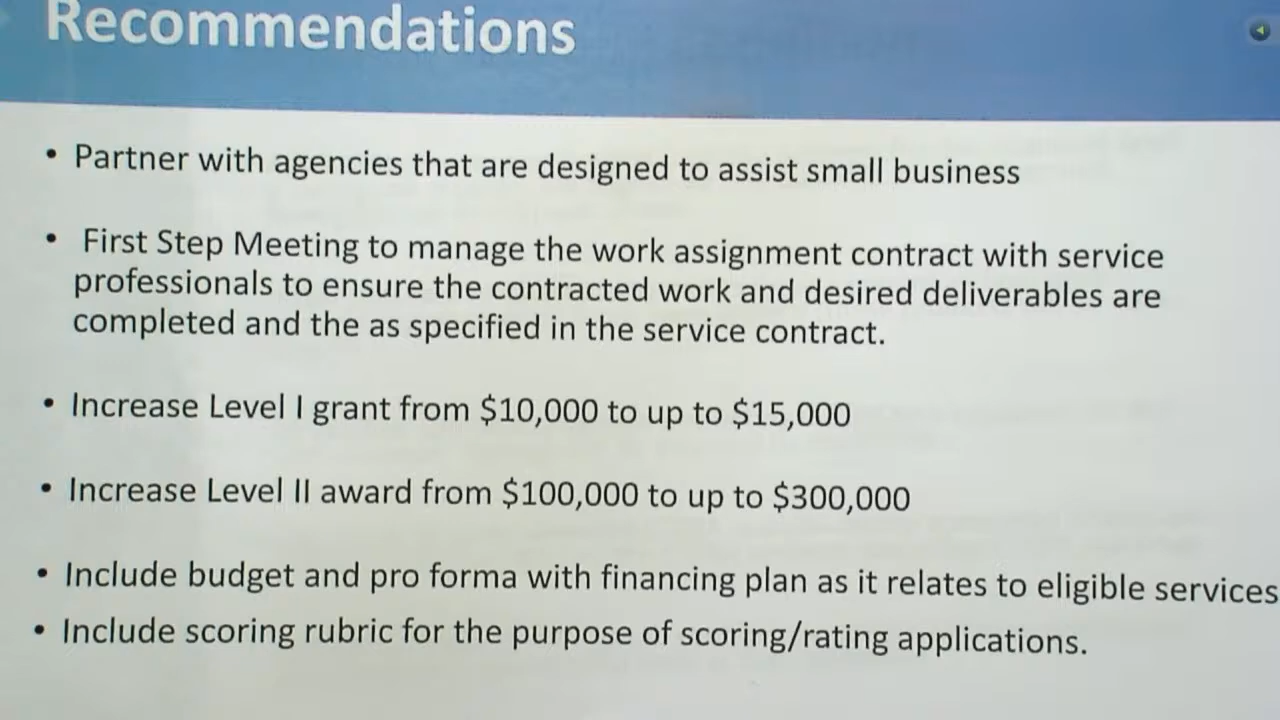 Recommendations
• Partner with agencies that are designed to assist small business
• First Step Meeting to manage the work assignment contract with service
professionals to ensure the contracted work and desired deliverables are
completed and the as specified in the service contract.
• Increase Level I grant from $10,000 to up to $15,000
• Increase Level II award from $100,000 to up to $300,000
• Include budget and pro forma with financing plan as it relates to eligible services
• Include scoring rubric for the purpose of scoring/rating applications.